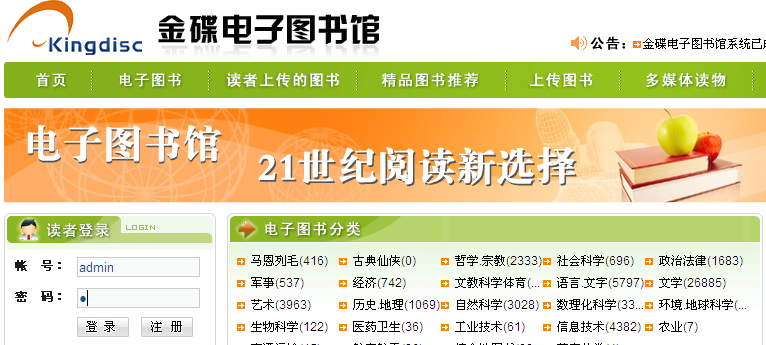 Kingdisc 金碟电子图书馆
公告： 金碟电子图书馆系统已
首页 电子图书 读者上传的图书 精品图书推荐 上传图书 多媒体读物
电子图书馆
21世纪阅读新选择
读者登录 LOGIN
电子图书分类
马恩列毛(416) 古典仙侠(0) 哲学.宗教(2333) 社会科学(696) 政治法律(1683)
帐 号： admin
军事(537) 经济(742) 文教科学体育(... 语言.文字(5797) 文学(26885)
密 码： ●
艺术(3963) 历史.地理(1069) 自然科学(3028) 数理化科学(33... 环境.地球科学(...
登 录 注 册
生物科学(122) 医药卫生(36) 工业技术(61) 信息技术(4382) 农业(7)